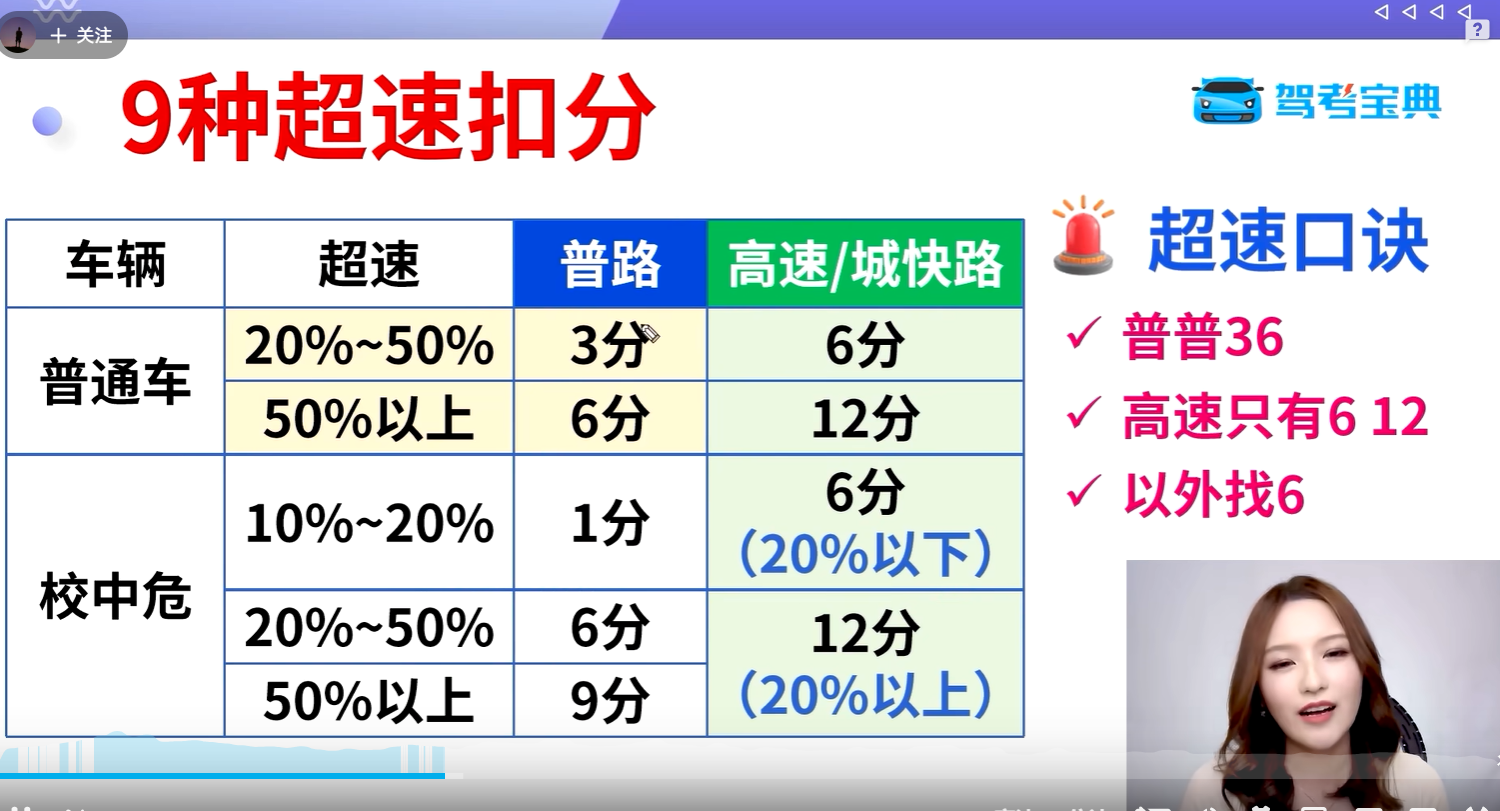 + 关注
?
9种超速扣分
驾考宝典
车辆 超速 普路 高速/城快路
普通车 20%~50% 3分 6分
50%以上 6分 12分
校中危 10%~20% 1分 6分
(20%以下)
20%~50% 6分 12分
(20%以上)
50%以上 9分
超速口诀
✓ 普普36
✓ 高速只有6 12
✓ 以外找6